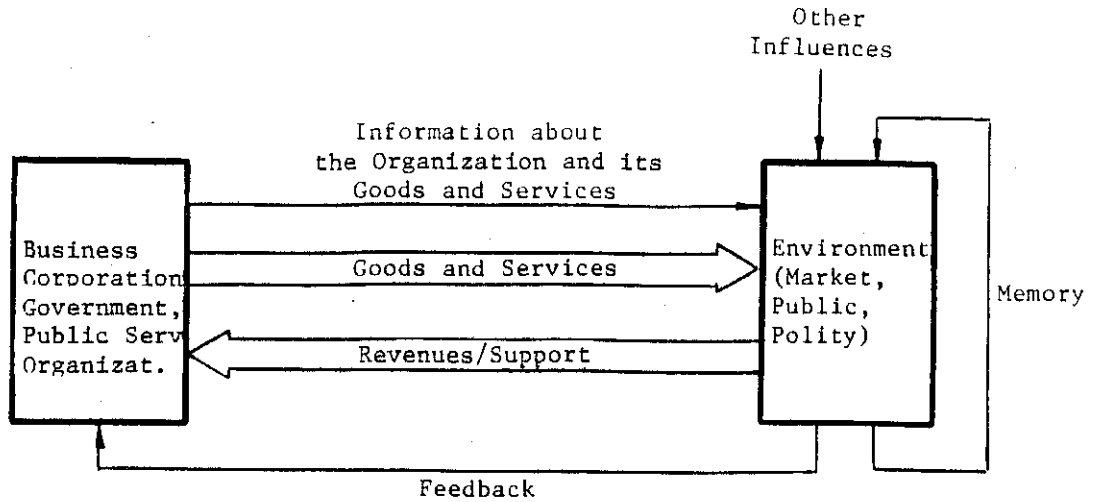 Other
Influences
Information about
the Organization and its
Goods and Services
Business
Corporation
Government,
Public Serv
Organizat.
Goods and Services
Environment
(Market,
Public,
Polity)
Memory
Revenues/Support
Feedback